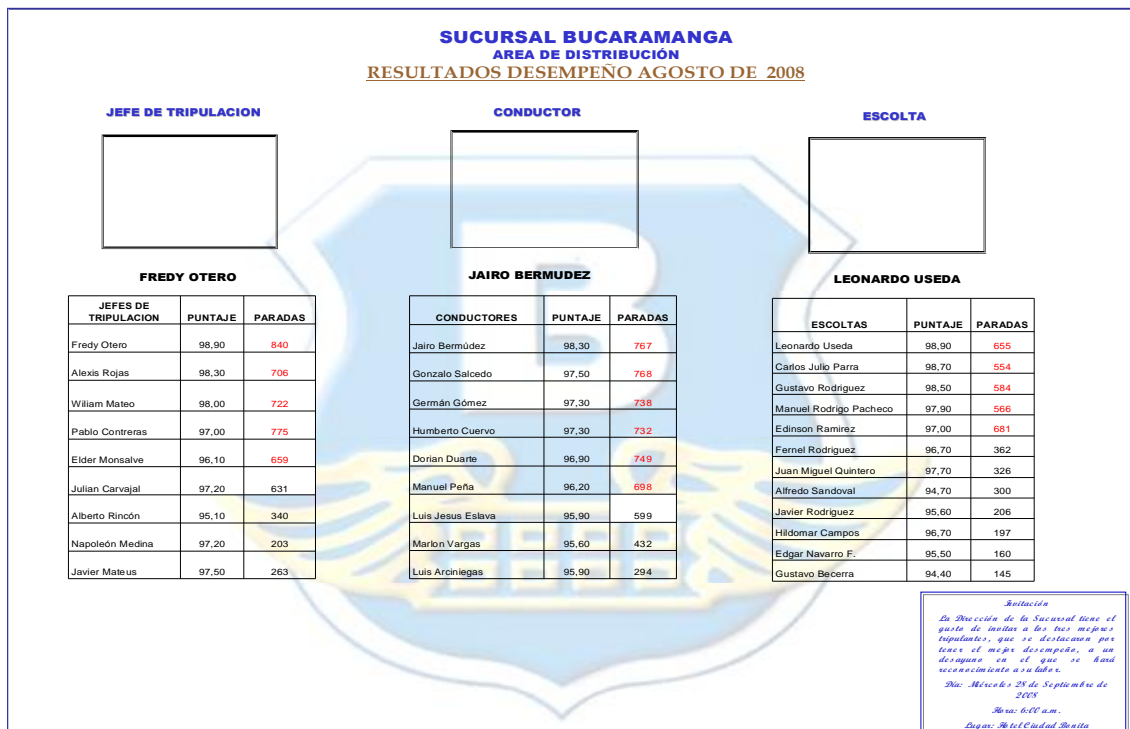 SUCURSAL BUCARAMANGA
AREA DE DISTRIBUCIÓN
RESULTADOS DESEMPEÑO AGOSTO DE 2008
JEFE DE TRIPULACION
FREDY OTERO
JEFES DE TRIPULACION PUNTAJE PARADAS
Fredy Otero 98,90 840
Alexis Rojas 98,30 706
Wiliam Mateo 98,00 722
Pablo Contreras 97,00 775
Elder Monsalve 96,10 659
Julian Carvajal 97,20 631
Alberto Rincón 95,10 340
Napoleón Medina 97,20 203
Javier Mateus 97,50 263
CONDUCTOR
JAIRO BERMUDEZ
CONDUCTORES PUNTAJE PARADAS
Jairo Bermúdez 98,30 767
Gonzalo Salcedo 97,50 768
Germán Gómez 97,30 738
Humberto Cuervo 97,30 732
Dorian Duarte 96,90 749
Manuel Peña 96,20 698
Luis Jesus Eslava 95,90 599
Marlon Vargas 95,60 432
Luis Arciniegas 95,90 294
ESCOLTA
LEONARDO USEDA
ESCOLTAS PUNTAJE PARADAS
Leonardo Useda 98,90 655
Carlos Julio Parra 98,70 554
Gustavo Rodriguez 98,50 584
Manuel Rodrigo Pacheco 97,90 566
Edinson Ramirez 97,00 681
Fernel Rodriguez 96,70 362
Juan Miguel Quintero 97,70 326
Alfredo Sandoval 94,70 300
Javier Rodriguez 95,60 206
Hildomar Campos 96,70 197
Edgar Navarro F. 95,50 160
Gustavo Becerra 94,40 145
Invitación
La Dirección de la Sucursal tiene el
gusto de invitar a los tres mejores
tripulantes, que se destacaron por
tener el mejor desempeño, a un
desayuno en el que se hará
reconocimiento a su labor.
Día: Miércoles 28 de Septiembre de
2008
Hora: 6:00 a.m.
Lugar: Hotel Ciudad Bonita